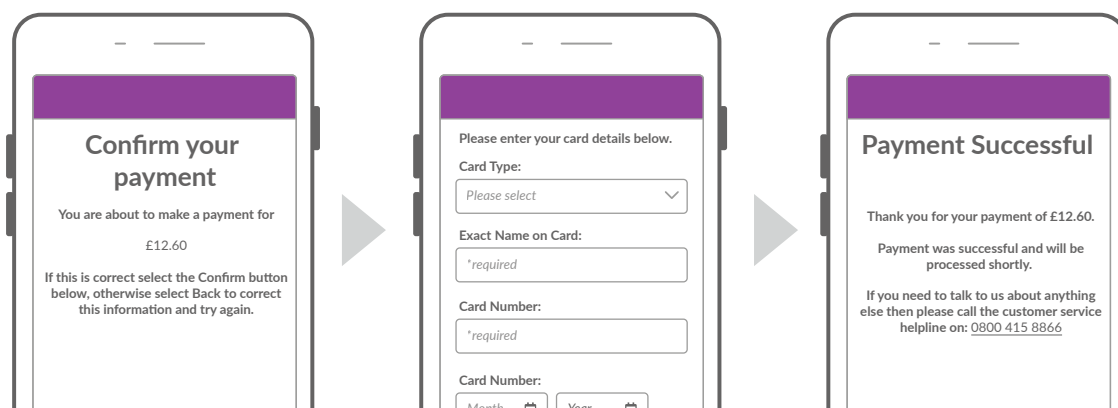 Confirm your
payment
You are about to make a payment for
£12.60
If this is correct select the Confirm button
below, otherwise select Back to correct
this information and try again.
Please enter your card details below.
Card Type:
Please select
Exact Name on Card:
*required
Card Number:
*required
Card Number:
Month
Year
Payment Successful
Thank you for your payment of £12.60.
Payment was successful and will be
processed shortly.
If you need to talk to us about anything
else then please call the customer service
helpline on: 0800 415 8866